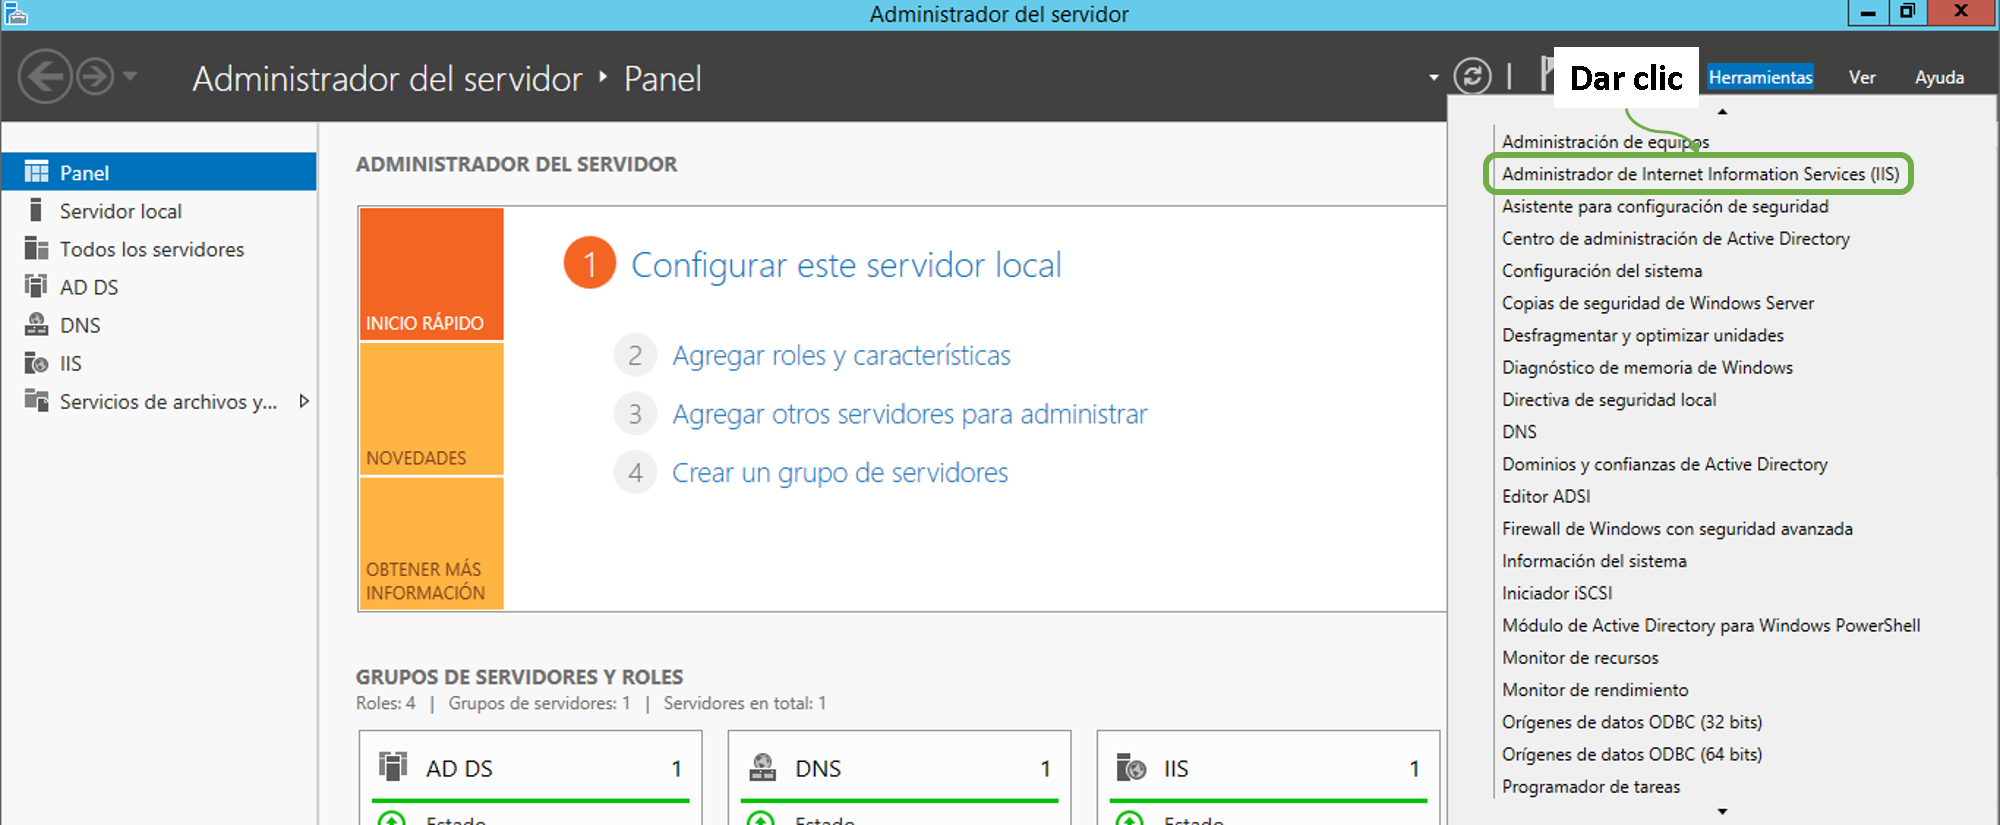 Administrador del servidor
Administrador del servidor ‣ Panel
Dar clic
Herramientas
Ver
Ayuda
Panel
Servidor local
Todos los servidores
AD DS
DNS
IIS
Servicios de archivos y...
ADMINISTRADOR DEL SERVIDOR
INICIO RÁPIDO
NOVEDADES
OBTENER MÁS
INFORMACIÓN
1 Configurar este servidor local
2 Agregar roles y características
3 Agregar otros servidores para administrar
4 Crear un grupo de servidores
GRUPOS DE SERVIDORES Y ROLES
Roles: 4 | Grupos de servidores: 1 | Servidores en total: 1
AD DS 1
Estado
DNS 1
Estado
IIS 1
Estado
Administración de equipos
Administrador de Internet Information Services (IIS)
Asistente para configuración de seguridad
Centro de administración de Active Directory
Configuración del sistema
Copias de seguridad de Windows Server
Desfragmentar y optimizar unidades
Diagnóstico de memoria de Windows
Directiva de seguridad local
DNS
Dominios y confianzas de Active Directory
Editor ADSI
Firewall de Windows con seguridad avanzada
Información del sistema
Iniciador iSCSI
Módulo de Active Directory para Windows PowerShell
Monitor de recursos
Monitor de rendimiento
Orígenes de datos ODBC (32 bits)
Orígenes de datos ODBC (64 bits)
Programador de tareas